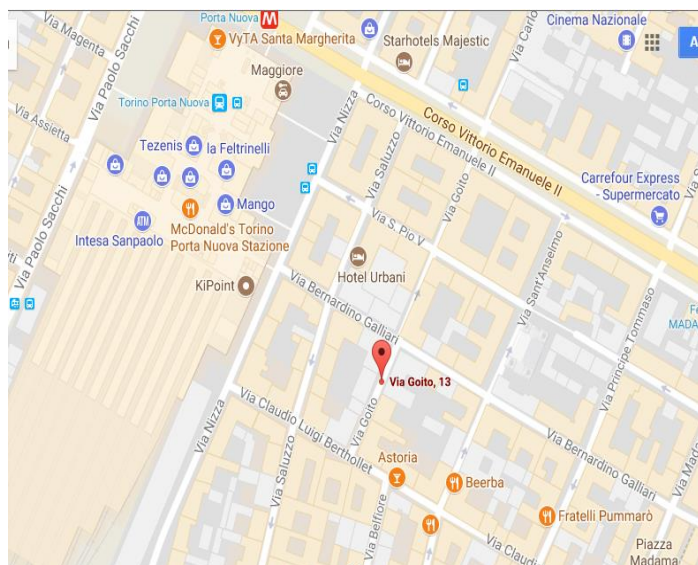 Via Magenta
Porta Nuova M
VyTA Santa Margherita
Via Carlo
Cinema Nazionale
A
Starhotels Majestic
Maggiore
Via Paolo Sacchi
Torino Porta Nuova
Via Nizza
Corso Vittorio Emanuele II
Corso Vittorio Emanuele II
Via Assietta
Tezenis
la Feltrinelli
Via Saluzzo
Via Goito
Carrefour Express
- Supermercato
Mango
Via S. Pio V
ATM
McDonald's Torino
Porta Nuova Stazione
Intesa Sanpaolo
Via Paolo Sacchi
Hotel Urbani
Via Sant'Anselmo
KiPoint
Via Bernardino Galliari
Via Principe Tommaso
MADA
Via Goito, 13
Via Goito
Via Nizza
Via Claudio Luigi Berthollet
Via Saluzzo
Via Bernardino Galliari
Via Mada
Astoria
Beerba
Via Belfiore
Fratelli Pummarò
Via Claudi
Piazza
Madama